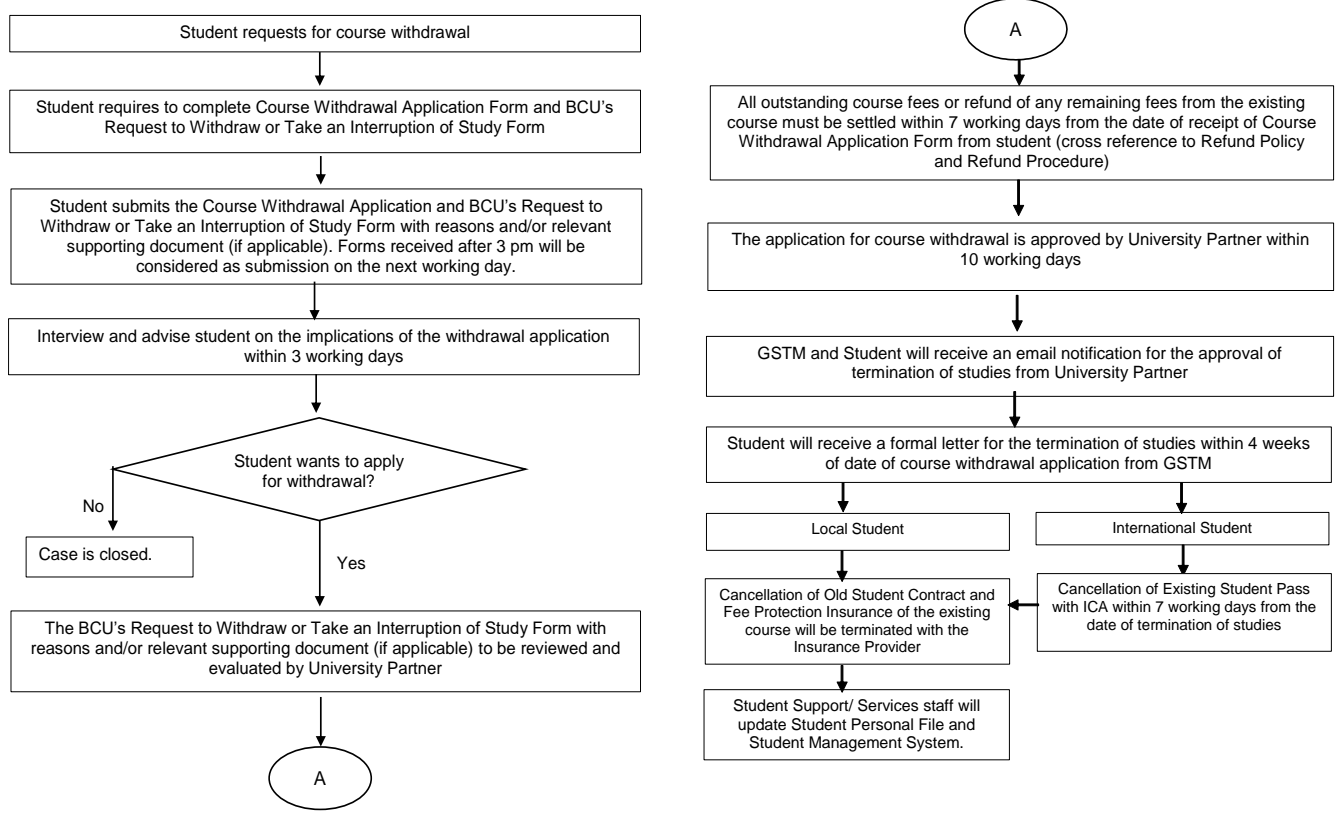 Student requests for course withdrawal
Student requires to complete Course Withdrawal Application Form and BCU's
Request to Withdraw or Take an Interruption of Study Form
Student submits the Course Withdrawal Application and BCU's Request to
Withdraw or Take an Interruption of Study Form with reasons and/or relevant
supporting document (if applicable). Forms received after 3 pm will be
considered as submission on the next working day.
Interview and advise student on the implications of the withdrawal application
within 3 working days
Student wants to apply
for withdrawal?
No
Case is closed.
Yes
The BCU's Request to Withdraw or Take an Interruption of Study Form with
reasons and/or relevant supporting document (if applicable) to be reviewed and
evaluated by University Partner
A
A
All outstanding course fees or refund of any remaining fees from the existing
course must be settled within 7 working days from the date of receipt of Course
Withdrawal Application Form from student (cross reference to Refund Policy
and Refund Procedure)
The application for course withdrawal is approved by University Partner within
10 working days
GSTM and Student will receive an email notification for the approval of
termination of studies from University Partner
Student will receive a formal letter for the termination of studies within 4 weeks
of date of course withdrawal application from GSTM
Local Student
International Student
Cancellation of Old Student Contract and
Fee Protection Insurance of the existing
course will be terminated with the
Insurance Provider
Cancellation of Existing Student Pass
with ICA within 7 working days from the
date of termination of studies
Student Support/ Services staff will
update Student Personal File and
Student Management System.